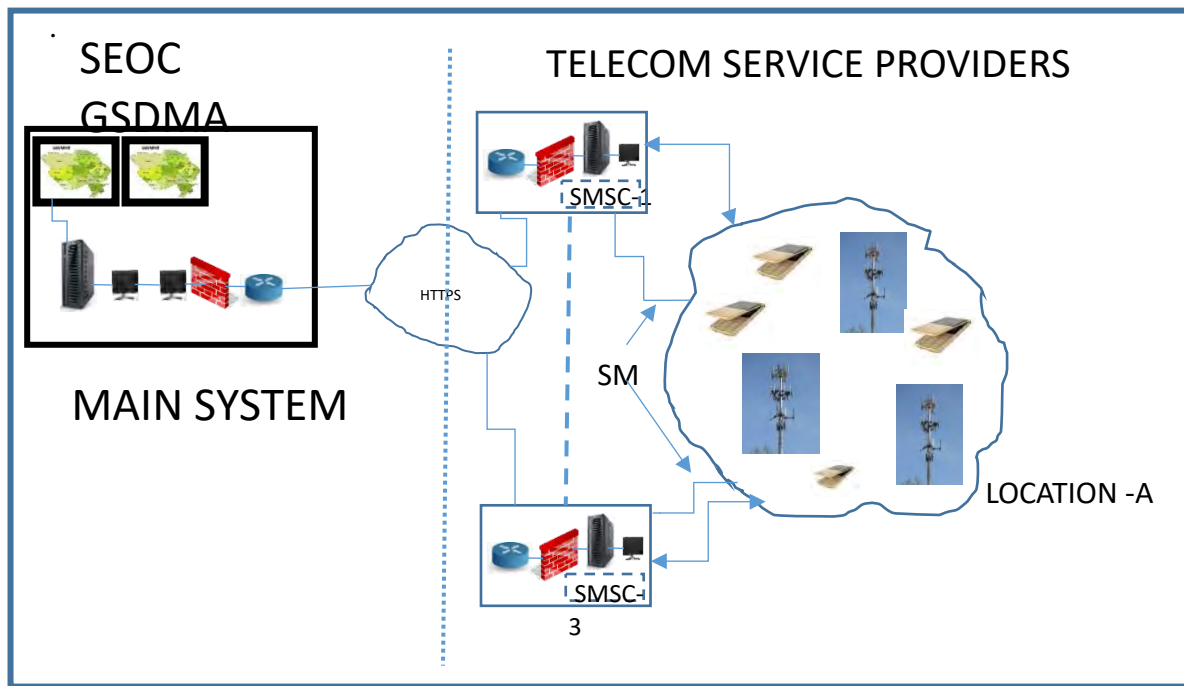 .
SEOC
GSDMA
TELECOM SERVICE PROVIDERS
SMSC-1
HTTPS
SM
MAIN SYSTEM
LOCATION -A
SMSC-
3